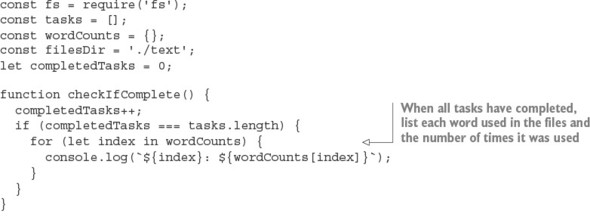 const fs = require('fs');
const tasks = [];
const wordCounts = {};
const filesDir = './text';
let completedTasks = 0;

function checkIfComplete() {
  completedTasks++;
  if (completedTasks === tasks.length) {
    for (let index in wordCounts) {
      console.log(`${index}: ${wordCounts[index]}`);
    }
  }
}
When all tasks have completed,
list each word used in the files and
the number of times it was used